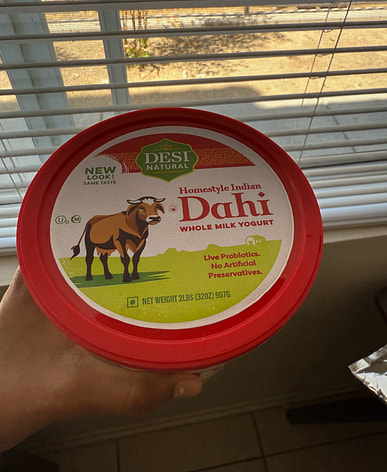 DESI
NATURAL
NEW
LOOK!
SAME TASTE
Homestyle Indian
Dahi
WHOLE MILK YOGURT
Live Probiotics.
No Artificial
Preservatives.
NET WEIGHT 2LBS (32OZ) 907G